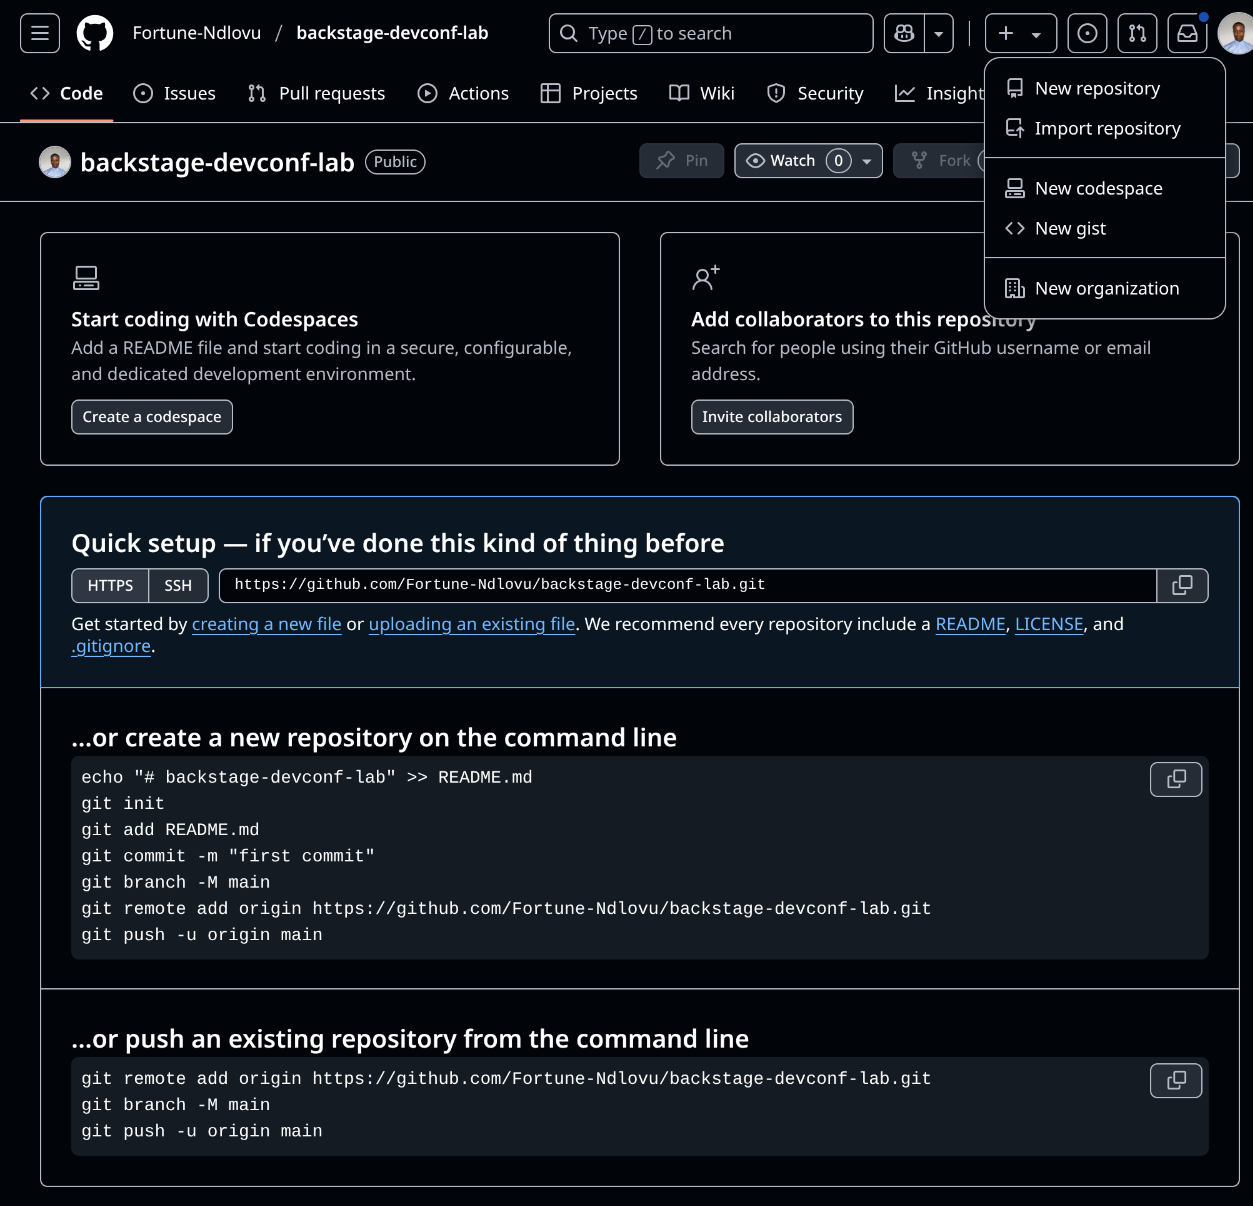 Fortune-Ndlovu / backstage-devconf-lab
Type / to search
Code
Issues
Pull requests
Actions
Projects
Wiki
Security
Insight
New repository
Import repository
New codespace
New gist
New organization
backstage-devconf-lab
Public
Pin
Watch 0
Fork
Start coding with Codespaces
Add a README file and start coding in a secure, configurable,
and dedicated development environment.
Create a codespace
Add collaborators to this repository
Search for people using their GitHub username or email
address.
Invite collaborators
Quick setup — if you’ve done this kind of thing before
HTTPS
SSH
https://github.com/Fortune-Ndlovu/backstage-devconf-lab.git
Get started by creating a new file or uploading an existing file. We recommend every repository include a README, LICENSE, and
.gitignore.
…or create a new repository on the command line
echo "# backstage-devconf-lab" >> README.md
git init
git add README.md
git commit -m "first commit"
git branch -M main
git remote add origin https://github.com/Fortune-Ndlovu/backstage-devconf-lab.git
git push -u origin main
…or push an existing repository from the command line
git remote add origin https://github.com/Fortune-Ndlovu/backstage-devconf-lab.git
git branch -M main
git push -u origin main